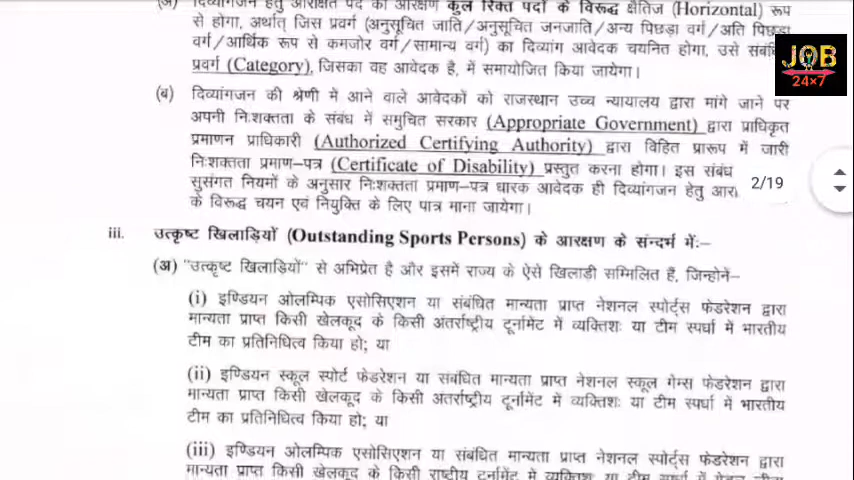 (अ) दिव्यांगजन हेतु आरक्षित पद का आरक्षण कुल रिक्त पदों के विरूद्ध क्षैतिज (Horizontal) रूप
से होगा, अर्थात् जिस प्रवर्ग (अनुसूचित जाति/अनुसूचित जनजाति/अन्य पिछड़ा वर्ग/अति पिछड़ा
वर्ग/आर्थिक रूप से कमजोर वर्ग/सामान्य वर्ग) का दिव्यांग आवेदक चयनित होगा, उसे संबंधि
प्रवर्ग (Category), जिसका वह आवेदक है, में समायोजित किया जायेगा।
JOB
24×7
(ब) दिव्यांगजन की श्रेणी में आने वाले आवेदकों को राजस्थान उच्च न्यायालय द्वारा मांगे जाने पर
अपनी निःशक्तता के संबंध में समुचित सरकार (Appropriate Government) द्वारा प्राधिकृत
प्रमाणन प्राधिकारी (Authorized Certifying Authority) द्वारा विहित प्रारूप में जारी
निःशक्तता प्रमाण–पत्र (Certificate of Disability) प्रस्तुत करना होगा। इस संबंध
सुसंगत नियमों के अनुसार निःशक्तता प्रमाण–पत्र धारक आवेदक ही दिव्यांगजन हेतु आर
के विरूद्ध चयन एवं नियुक्ति के लिए पात्र माना जायेगा।
2/19
iii. उत्कृष्ट खिलाड़ियों (Outstanding Sports Persons) के आरक्षण के सन्दर्भ में:–
(अ) "उत्कृष्ट खिलाड़ियों" से अभिप्रेत है और इसमें राज्य के ऐसे खिलाड़ी सम्मिलित हैं, जिन्होंने–
(i) इण्डियन ओलम्पिक एसोसिएशन या संबंधित मान्यता प्राप्त नेशनल स्पोर्ट्स फेडरेशन द्वारा
मान्यता प्राप्त किसी खेलकूद के किसी अंतर्राष्ट्रीय टूर्नामेंट में व्यक्तिशः या टीम स्पर्धा में भारतीय
टीम का प्रतिनिधित्व किया हो; या
(ii) इण्डियन स्कूल स्पोर्ट फेडरेशन या संबंधित मान्यता प्राप्त नेशनल स्कूल गेम्स फेडरेशन द्वारा
मान्यता प्राप्त किसी खेलकूद के किसी अंतर्राष्ट्रीय टूर्नामेंट में व्यक्तिशः या टीम स्पर्धा में भारतीय
टीम का प्रतिनिधित्व किया हो; या
(iii) इण्डियन ओलम्पिक एसोसिएशन या संबंधित मान्यता प्राप्त नेशनल स्पोर्ट्स फेडरेशन द्वारा
मान्यता प्राप्त किसी खेलकूद के किसी राष्ट्रीय टूर्नामेंट में व्यक्तिशः या टीम स्पर्धा में